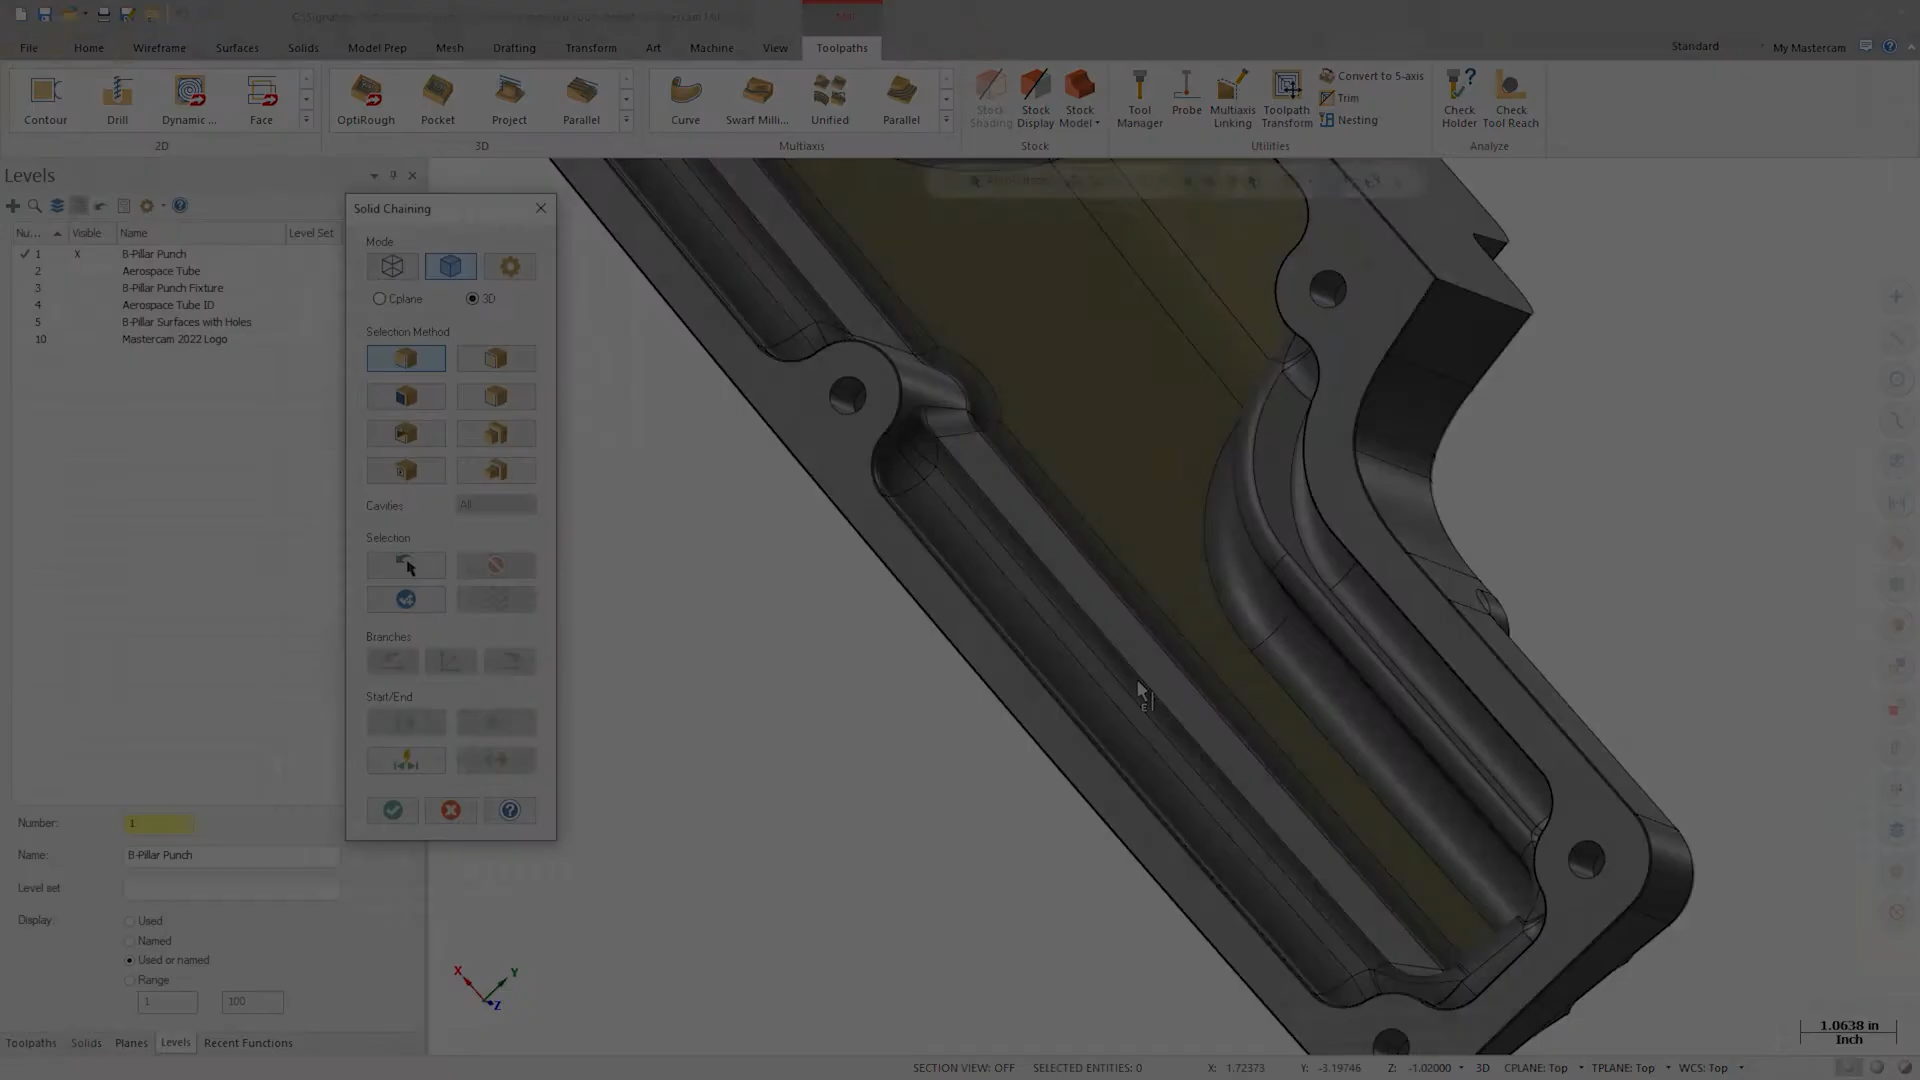 Mill
File Home Wireframe Surfaces Solids Model Prep Mesh Drafting Transform Art Machine View Toolpaths
Standard My Mastercam
Contour Drill Dynamic ... Face
2D
OptiRough Pocket Project Parallel
3D
Curve Swarf Milli... Unified Parallel
Multiaxis
Stock Shading
Stock Display
Stock Model
Stock
Tool Manager
Probe
Multiaxis Linking
Toolpath Transform
Convert to 5-axis
Trim
Nesting
Utilities
Check Holder
Check Tool Reach
Analyze
Levels
Nu... Visible Name Level Set
1 X B-Pillar Punch
2 Aerospace Tube
3 B-Pillar Punch Fixture
4 Aerospace Tube ID
5 B-Pillar Surfaces with Holes
10 Mastercam 2022 Logo
Number: 1
Name: B-Pillar Punch
Level set
Display:
Used
Named
Used or named
Range
1 100
Toolpaths Solids Planes Levels Recent Functions
Solid Chaining
Mode
Cplane 3D
Selection Method
Cavities All
Selection
Branches
Start/End
E
X Y Z
1.0638 in
Inch
SECTION VIEW: OFF SELECTED ENTITIES: 0 X: 1.72373 Y: -3.19746 Z: -1.02000 3D CPLANE: Top TPLANE: Top WCS: Top